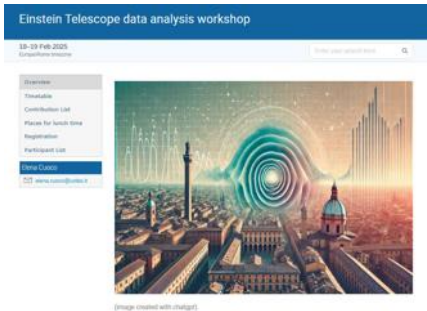 Einstein Telescope data analysis workshop
18–19 Feb 2025
Europe/Rome timezone
Enter your search term
Overview
Timetable
Contribution List
Places for lunch time
Registration
Participant List
Elena Cuoco
elena.cuoco@unibo.it
(image created with chatgpt).